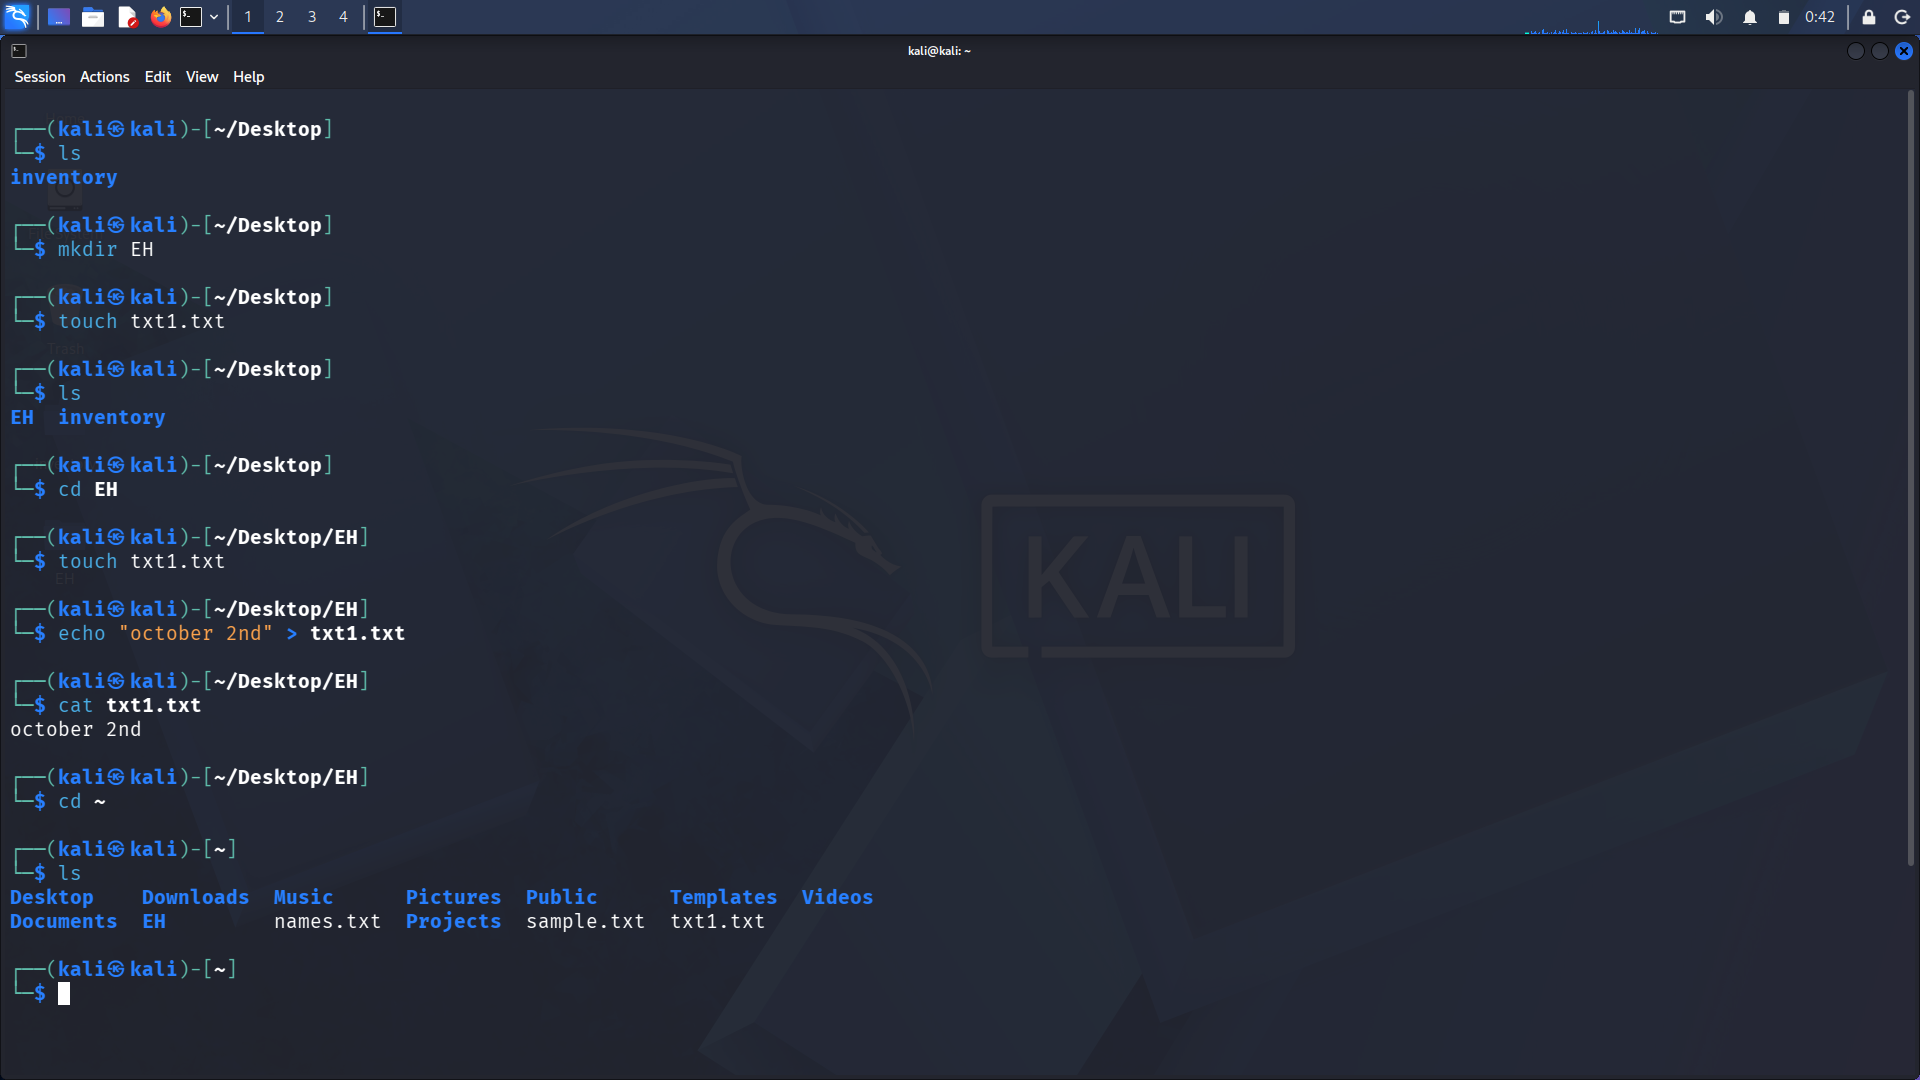 1 2 3 4 0:42
kali@kali: ~
Session Actions Edit View Help
┌──(kali㉿kali)-[~/Desktop]
└─$ ls
inventory
┌──(kali㉿kali)-[~/Desktop]
└─$ mkdir EH
┌──(kali㉿kali)-[~/Desktop]
└─$ touch txt1.txt
Trash
┌──(kali㉿kali)-[~/Desktop]
└─$ ls
EH  inventory
┌──(kali㉿kali)-[~/Desktop]
└─$ cd EH
┌──(kali㉿kali)-[~/Desktop/EH]
└─$ touch txt1.txt
EH
┌──(kali㉿kali)-[~/Desktop/EH]
└─$ echo "october 2nd" > txt1.txt
┌──(kali㉿kali)-[~/Desktop/EH]
└─$ cat txt1.txt
october 2nd
┌──(kali㉿kali)-[~/Desktop/EH]
└─$ cd ~
┌──(kali㉿kali)-[~]
└─$ ls
Desktop    Downloads  Music      Pictures  Public      Templates  Videos
Documents  EH         names.txt  Projects  sample.txt  txt1.txt
┌──(kali㉿kali)-[~]
└─$
KALI